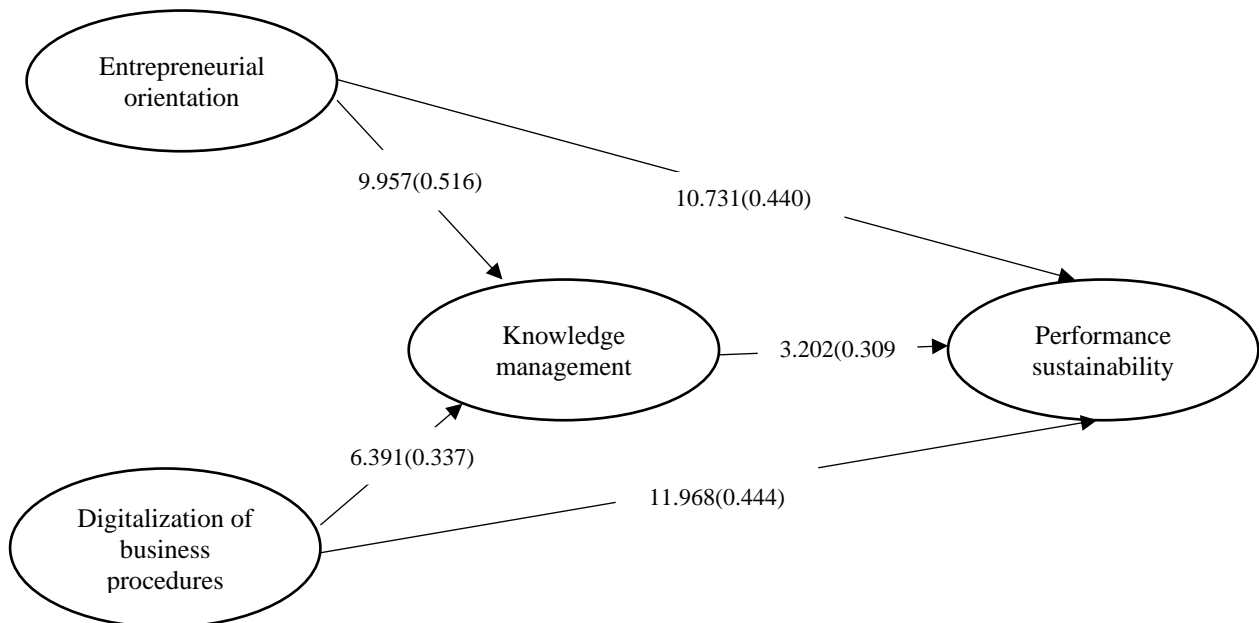 Entrepreneurial
orientation
9.957(0.516)
10.731(0.440)
Knowledge
management
3.202(0.309
Performance
sustainability
6.391(0.337)
11.968(0.444)
Digitalization of
business
procedures